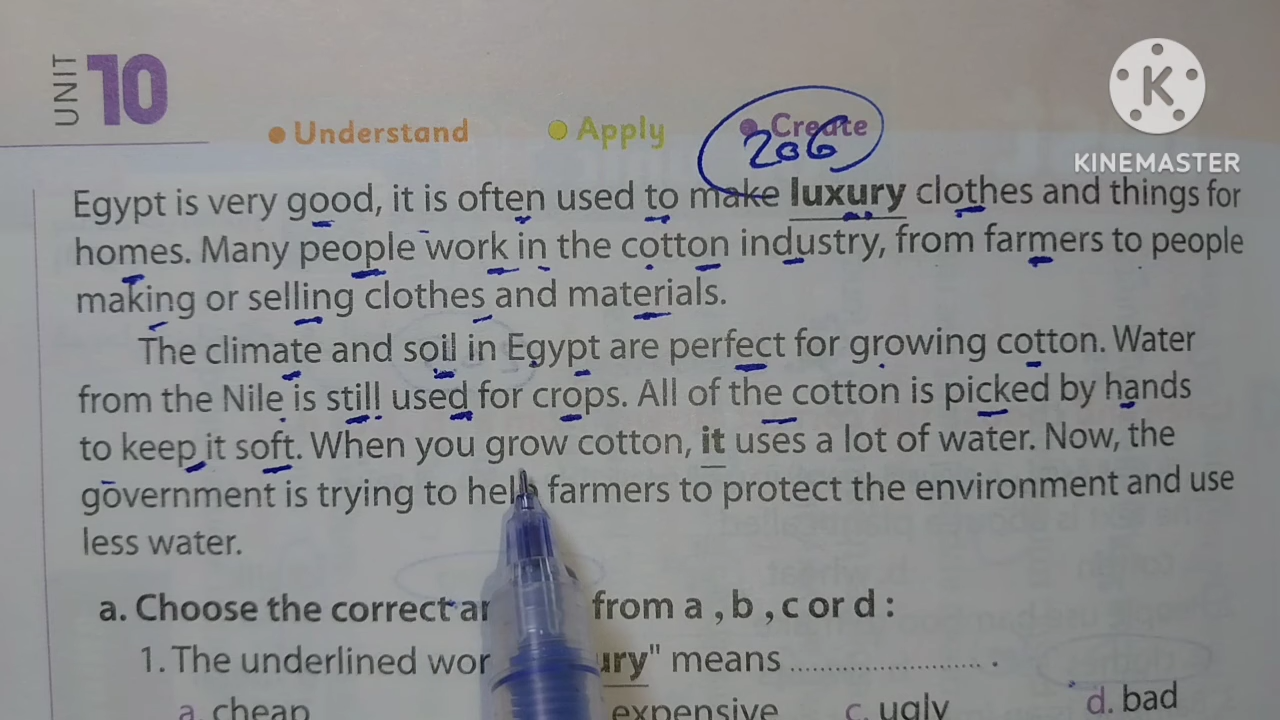 UNIT 10
Understand Apply Create
206
KINEMASTER
Egypt is very good, it is often used to make luxury clothes and things for
homes. Many people work in the cotton industry, from farmers to people
making or selling clothes and materials.
The climate and soil in Egypt are perfect for growing cotton. Water
from the Nile is still used for crops. All of the cotton is picked by hands
to keep it soft. When you grow cotton, it uses a lot of water. Now, the
government is trying to help farmers to protect the environment and use
less water.
a. Choose the correct from a , b , c or d :
1. The underlined ury" means ........................ .
a. cheap expensive c. ugly d. bad